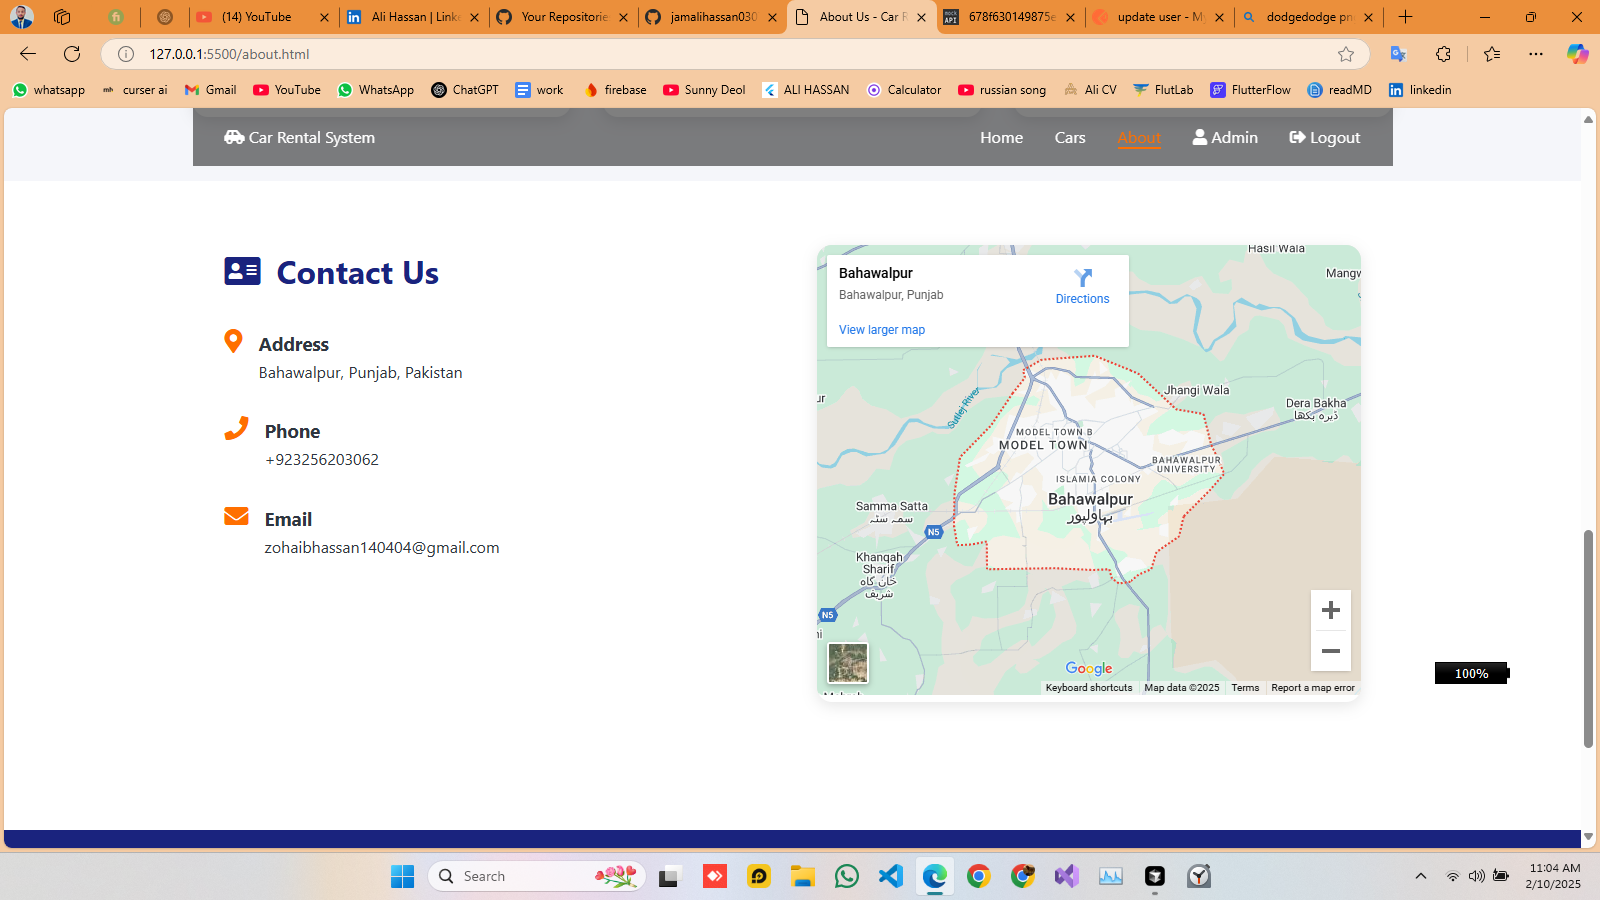 (14) YouTube
Ali Hassan | Linke
Your Repositorie
jamalihassan030
About Us - Car R
678f630149875e
update user - My
dodgedodge pn
127.0.0.1:5500/about.html
whatsapp
mh curser ai
Gmail
YouTube
WhatsApp
ChatGPT
work
firebase
Sunny Deol
ALI HASSAN
Calculator
russian song
Ali CV
FlutLab
FlutterFlow
readMD
linkedin
Car Rental System
Home
Cars
About
Admin
Logout
Contact Us
Address
Bahawalpur, Punjab, Pakistan
Phone
+923256203062
Email
zohaibhassan140404@gmail.com
Bahawalpur
Bahawalpur, Punjab
Directions
View larger map
Hasil Wala
Mangw
Sutlej River
Jhangi Wala
Dera Bakha
ڈیرہ بکھا
ur
MODEL TOWN B
MODEL TOWN
BAHAWALPUR
UNIVERSITY
ISLAMIA COLONY
Bahawalpur
بہاولپور
Samma Satta
سمہ سٹہ
N5
Khanqah
Sharif
خان گاہ
شریف
N5
Google
Keyboard shortcuts
Map data ©2025
Terms
Report a map error
100%
Search
11:04 AM
2/10/2025